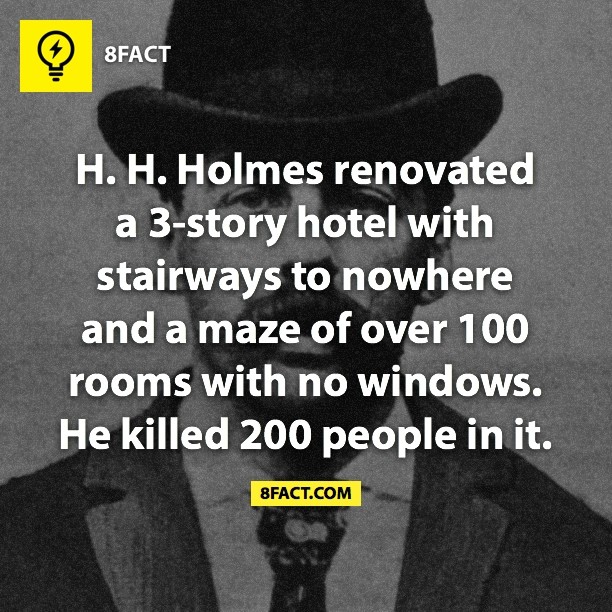 8FACT
H. H. Holmes renovated
a 3-story hotel with
stairways to nowhere
and a maze of over 100
rooms with no windows.
He killed 200 people in it.
8FACT.COM